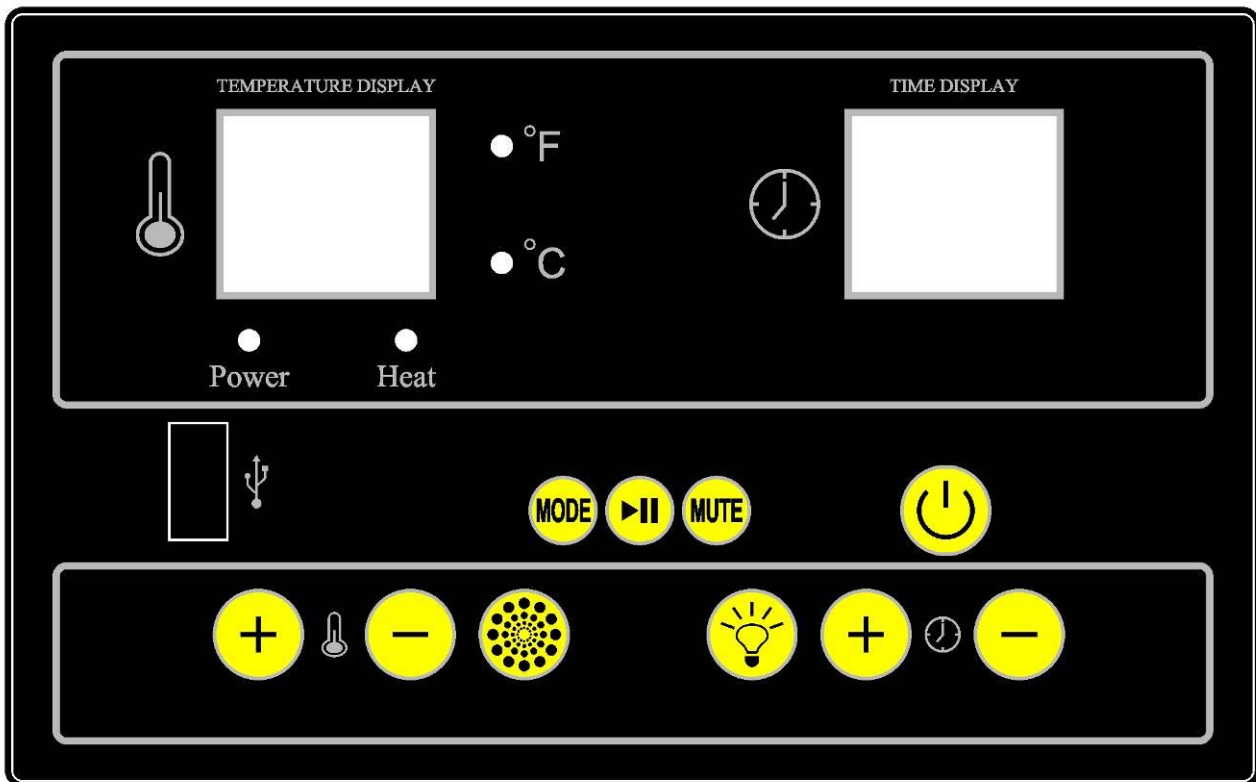 TEMPERATURE DISPLAY
TIME DISPLAY
°F
°C
Power Heat
MODE
MUTE